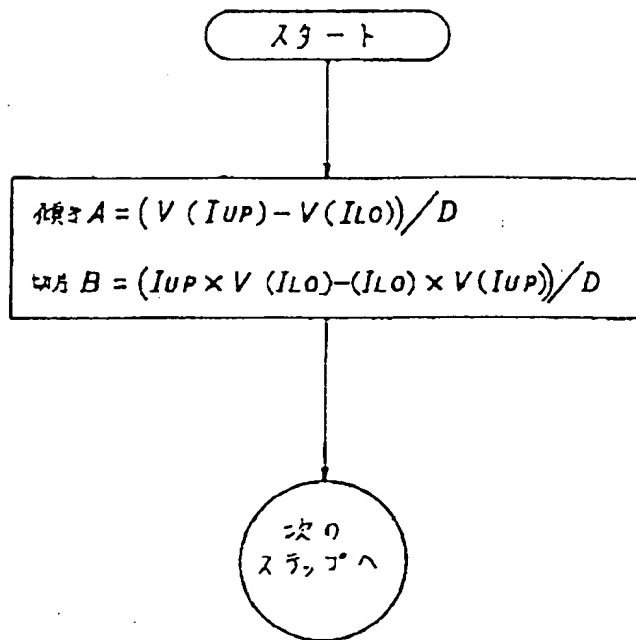 スタート
傾き A = (V (IUP) - V(ILO)) / D
切片 B = (IUP × V (ILO) - (ILO) × V(IUP)) / D
次の
ステップへ